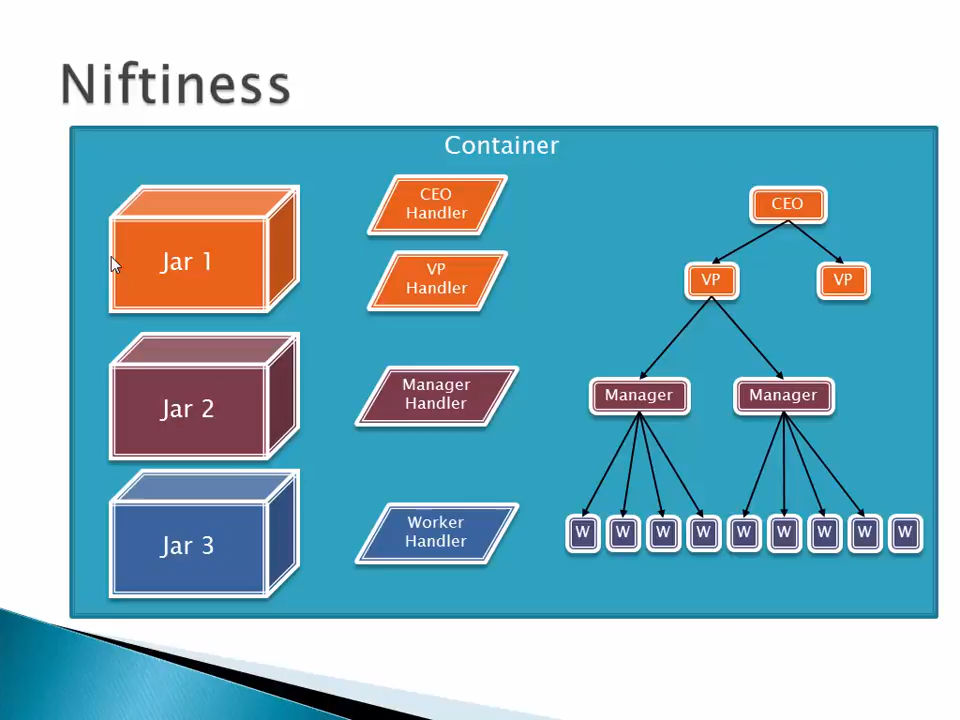 Niftiness
Container
Jar 1
CEO
Handler
VP
Handler
CEO
VP
VP
Jar 2
Manager
Handler
Manager
Manager
Jar 3
Worker
Handler
W
W
W
W
W
W
W
W
W